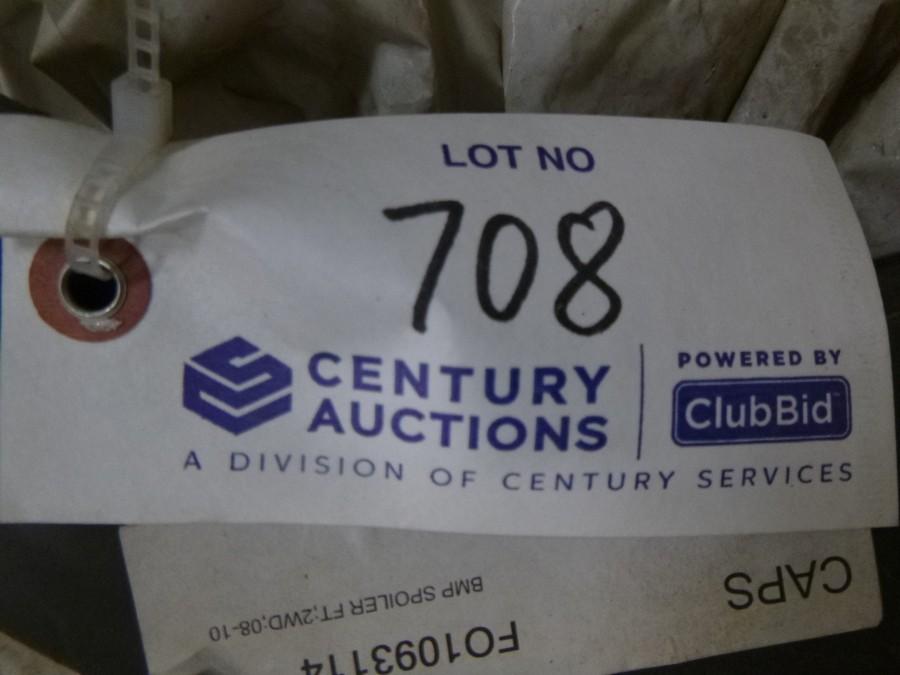 LOT NO
708
CENTURY
AUCTIONS
POWERED BY
ClubBid
A DIVISION OF CENTURY SERVICES
FO1093114
BMP SPOILER FT;2WD;08-10
CAPS